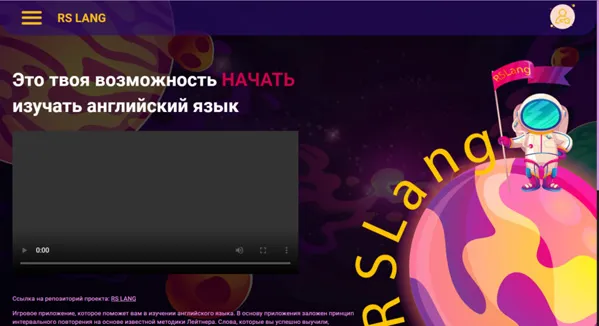 RS LANG
RSLang
Это твоя возможность НАЧАТЬ
изучать английский язык
RSLang
0:00
Ссылка на репозиторий проекта: RS LANG
Игровое приложение, которое поможет вам в изучении английского языка. В основу приложения заложен принцип
интервального повторения на основе известной методики Лейтнера. Слова, которые вы успешно выучили,